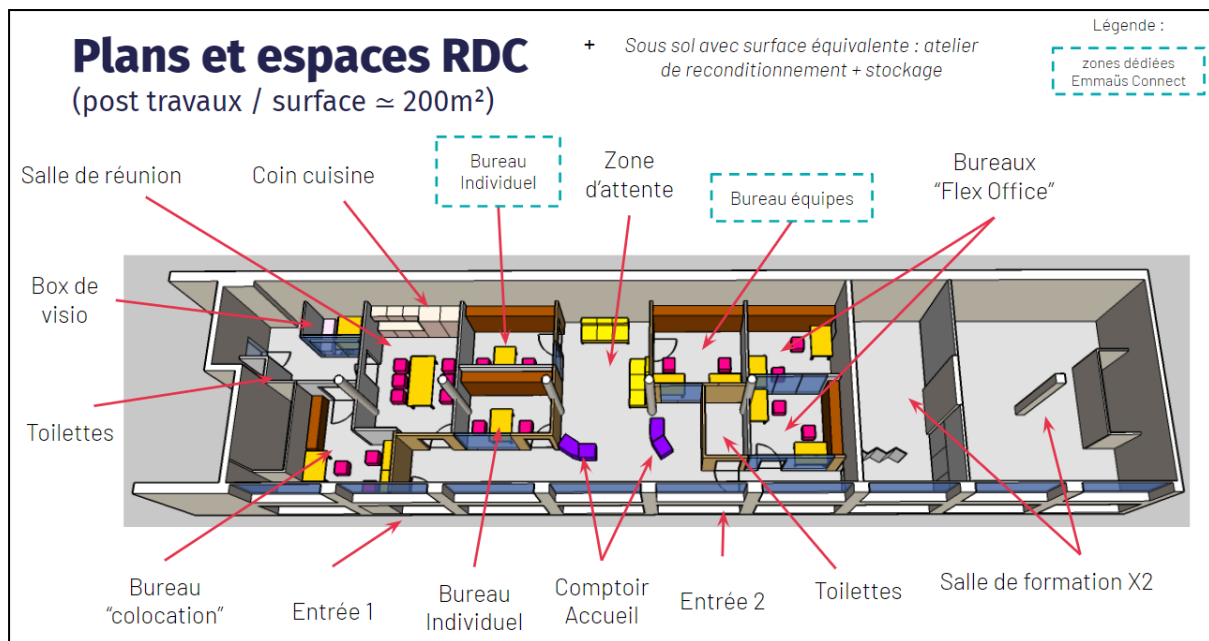 Plans et espaces RDC
(post travaux / surface ≃ 200m²)
+ Sous sol avec surface équivalente : atelier
de reconditionnement + stockage
Légende :
zones dédiées
Emmaüs Connect
Salle de réunion
Coin cuisine
Bureau
Individuel
Zone
d'attente
Bureau équipes
Bureaux
“Flex Office”
Box de
visio
Toilettes
Bureau
“colocation”
Entrée 1
Bureau
Individuel
Comptoir
Accueil
Entrée 2
Toilettes
Salle de formation X2